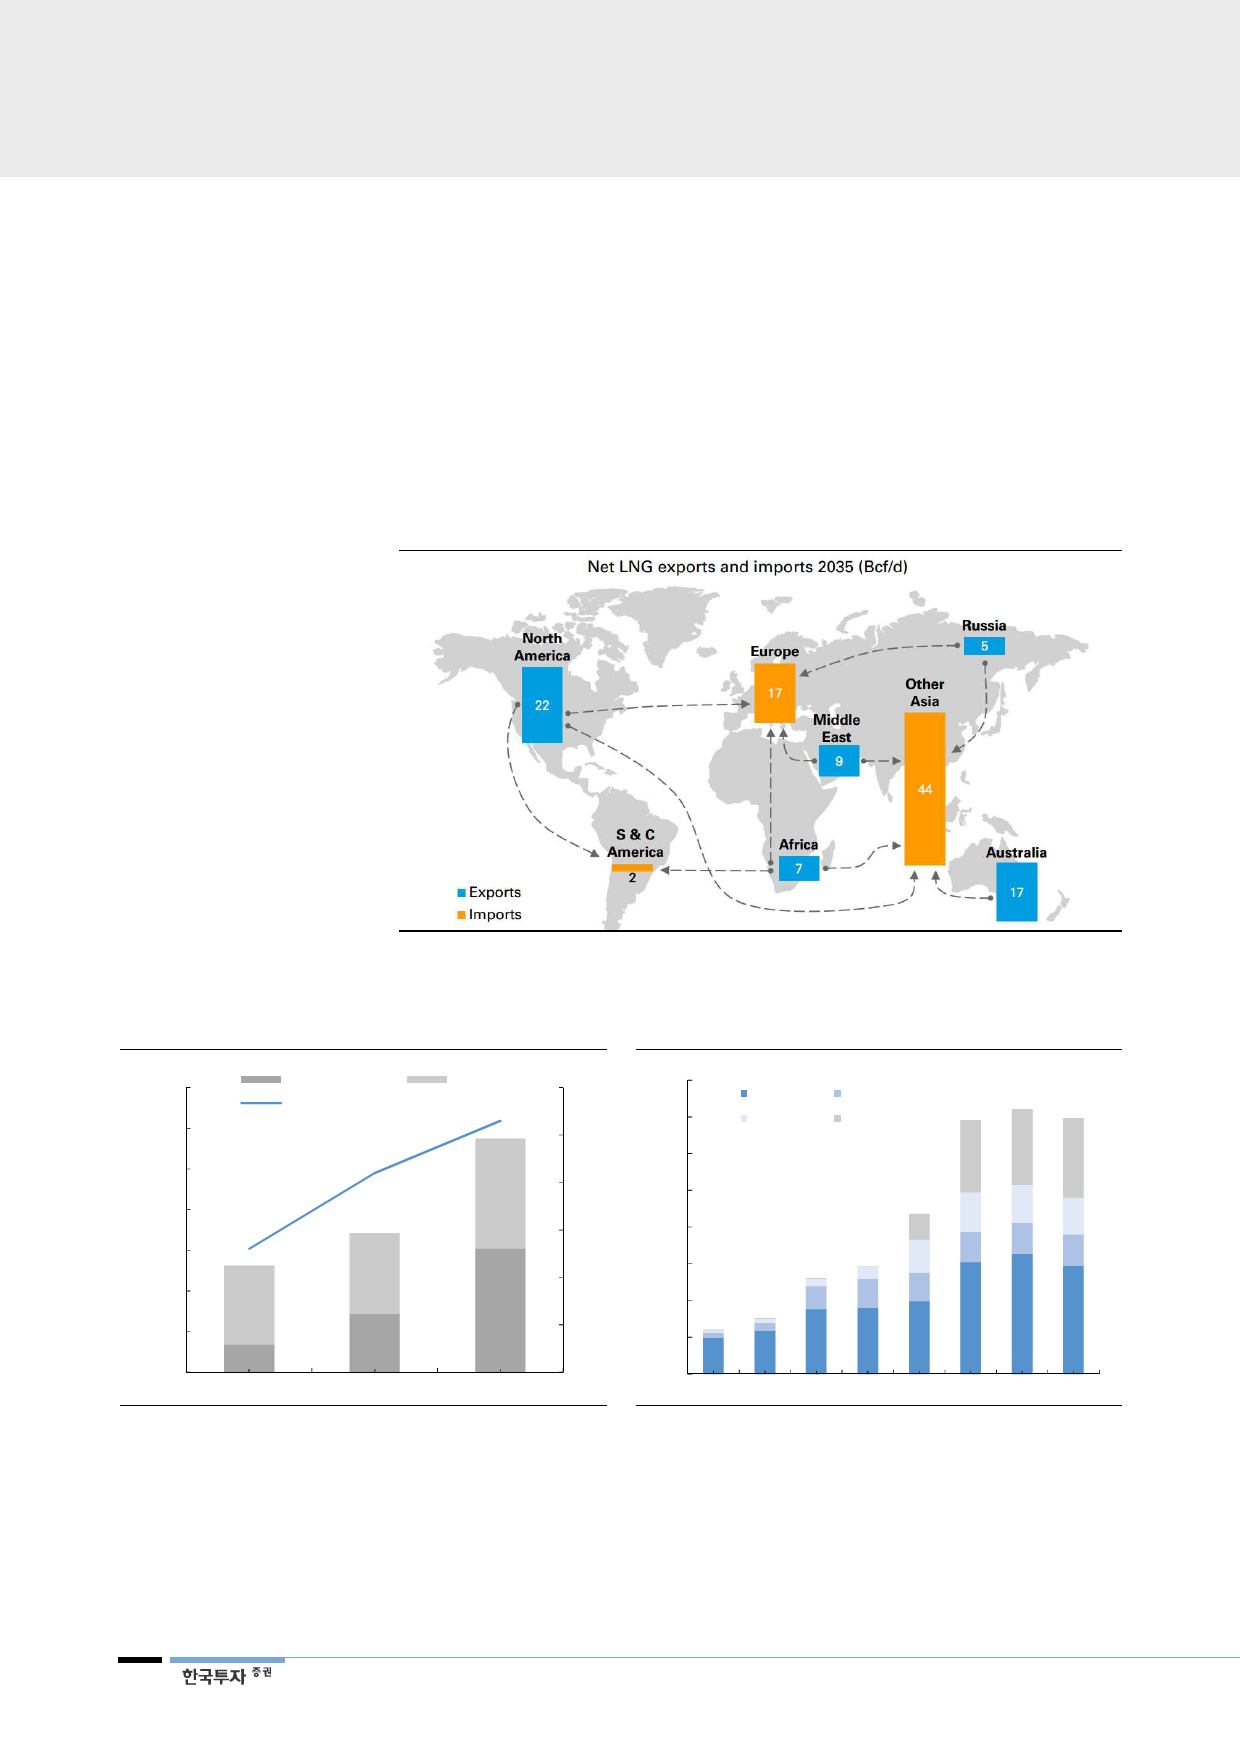 Net LNG exports and imports 2035 (Bcf/d)
North
America
22
Europe
17
Russia
5
Other
Asia
44
Middle
East
9
S & C
America
2
Africa
7
Australia
17
Exports
Imports
한국투자 증권